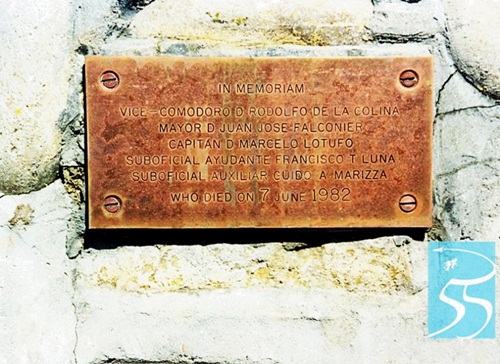 IN MEMORIAM
VICE-COMODORO D RODOLFO DE LA COLINA
MAYOR D JUAN JOSE FALCONIER
CAPITAN D MARCELO LOTUFO
SUBOFICIAL AYUDANTE FRANCISCO T LUNA
SUBOFICIAL AUXILIAR GUIDO A MARIZZA
WHO DIED ON 7 JUNE 1982